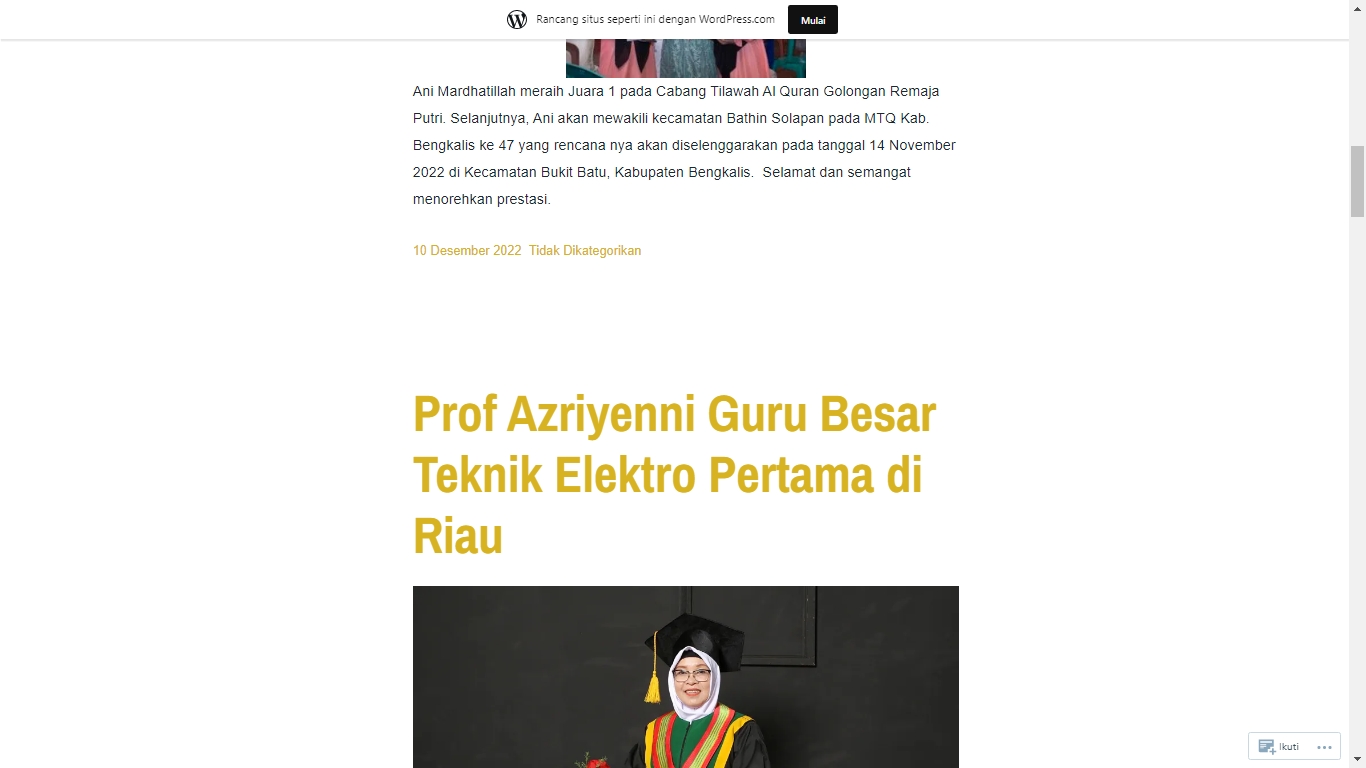 Rancang situs seperti ini dengan WordPress.com
Mulai
Ani Mardhatillah meraih Juara 1 pada Cabang Tilawah Al Quran Golongan Remaja
Putri. Selanjutnya, Ani akan mewakili kecamatan Bathin Solapan pada MTQ Kab.
Bengkalis ke 47 yang rencana nya akan diselenggarakan pada tanggal 14 November
2022 di Kecamatan Bukit Batu, Kabupaten Bengkalis.  Selamat dan semangat
menorehkan prestasi.
10 Desember 2022  Tidak Dikategorikan
Prof Azriyenni Guru Besar
Teknik Elektro Pertama di
Riau
Ikuti